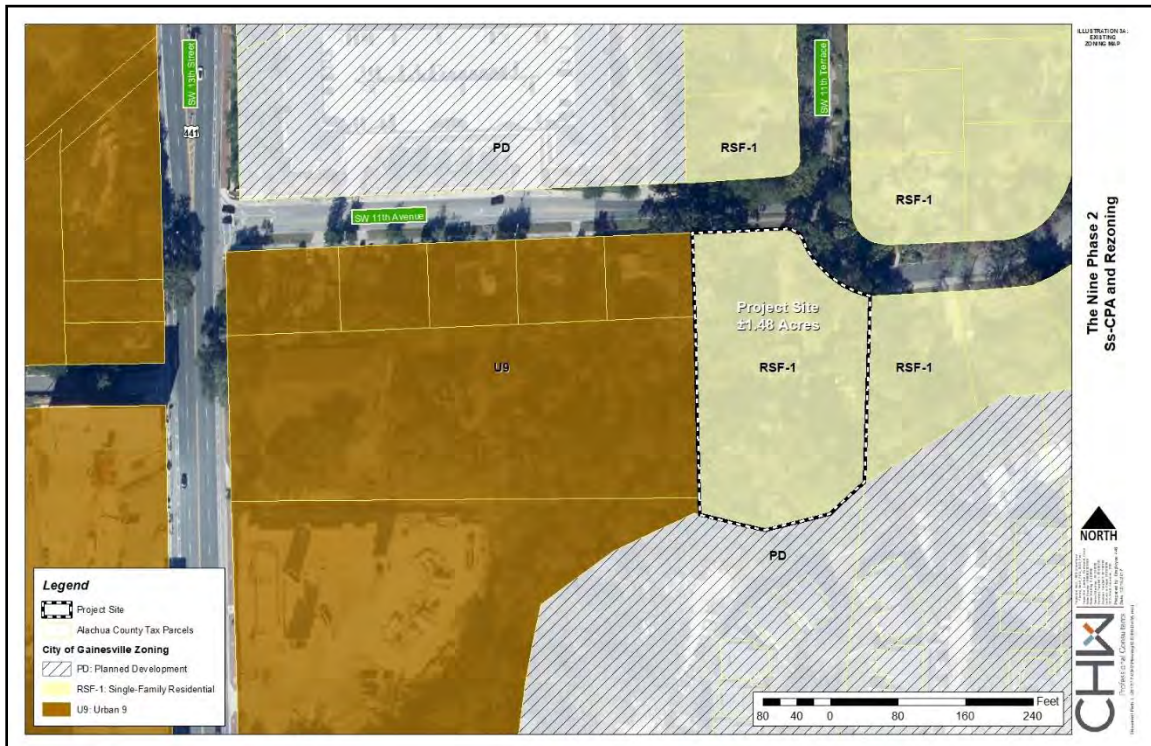 ILLUSTRATION 3A:
EXISTING
ZONING MAP
The Nine Phase 2
Ss-CPA and Rezoning
SW 13th Street
441
SW 11th Terrace
PD
RSF-1
RSF-1
SW 11th Avenue
Project Site
±1.48 Acres
U9
RSF-1
RSF-1
PD
NORTH
Legend
Project Site
Alachua County Tax Parcels
City of Gainesville Zoning
PD: Planned Development
RSF-1: Single-Family Residential
U9: Urban 9
Feet
80 40 0 80 160 240
CHW
Professional Consultants